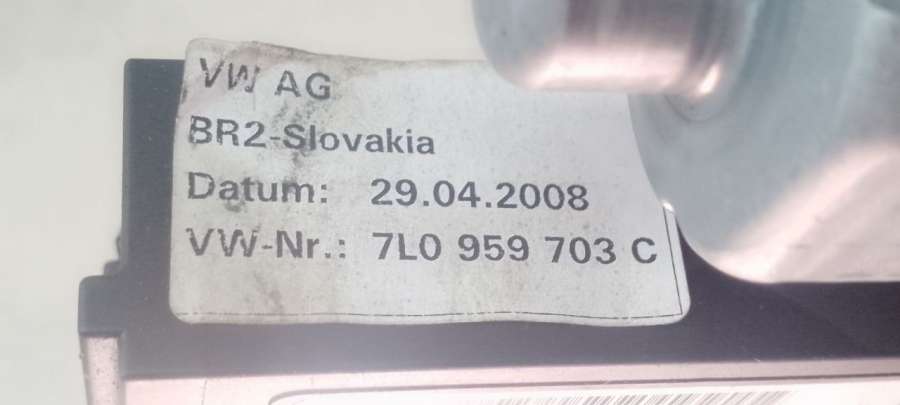 VW AG
BR2-Slovakia
Datum: 29.04.2008
VW-Nr.: 7L0 959 703 C